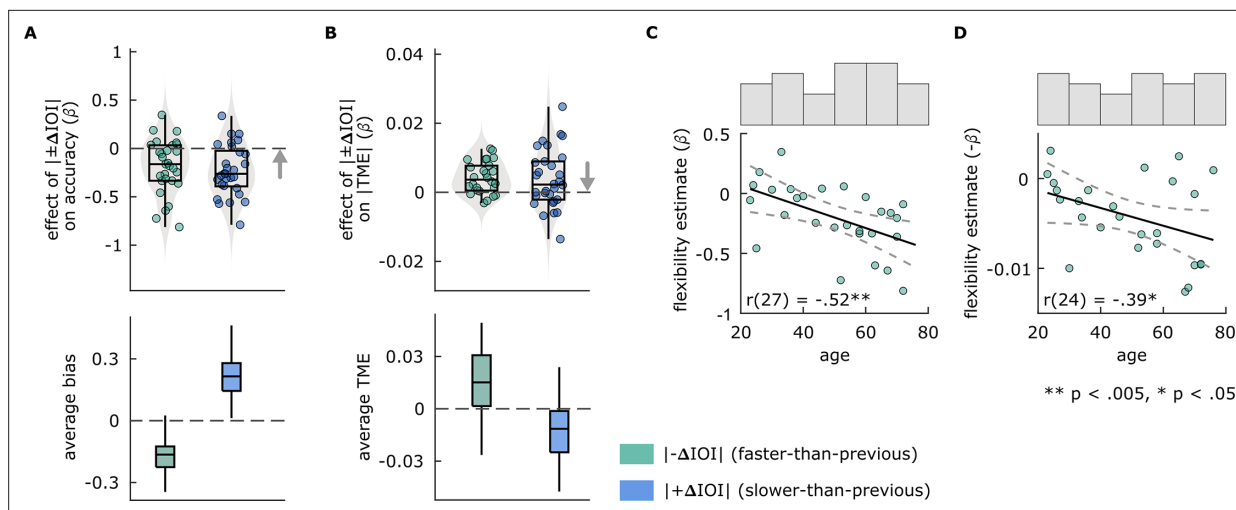 A
effect of |±ΔIOI|
on accuracy (β)
1
0.5
0
-0.5
-1
average bias
0.3
0
-0.3
B
effect of |±ΔIOI|
on |TME| (β)
0.04
0.02
0
-0.02
average TME
0.03
0
-0.03
C
flexibility estimate (β)
0.5
0
-0.5
-1
r(27) = -.52**
20 40 60 80
age
D
flexibility estimate (-β)
0
-0.01
r(24) = -.39*
20 40 60 80
age
** p < .005, * p < .05
|-ΔIOI| (faster-than-previous)
|+ΔIOI| (slower-than-previous)